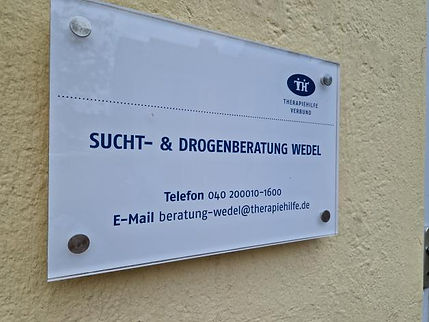 TH
THERAPIEHILFE
VERBUND
SUCHT- & DROGENBERATUNG WEDEL
Telefon 040 200010-1600
E-Mail beratung-wedel@therapiehilfe.de